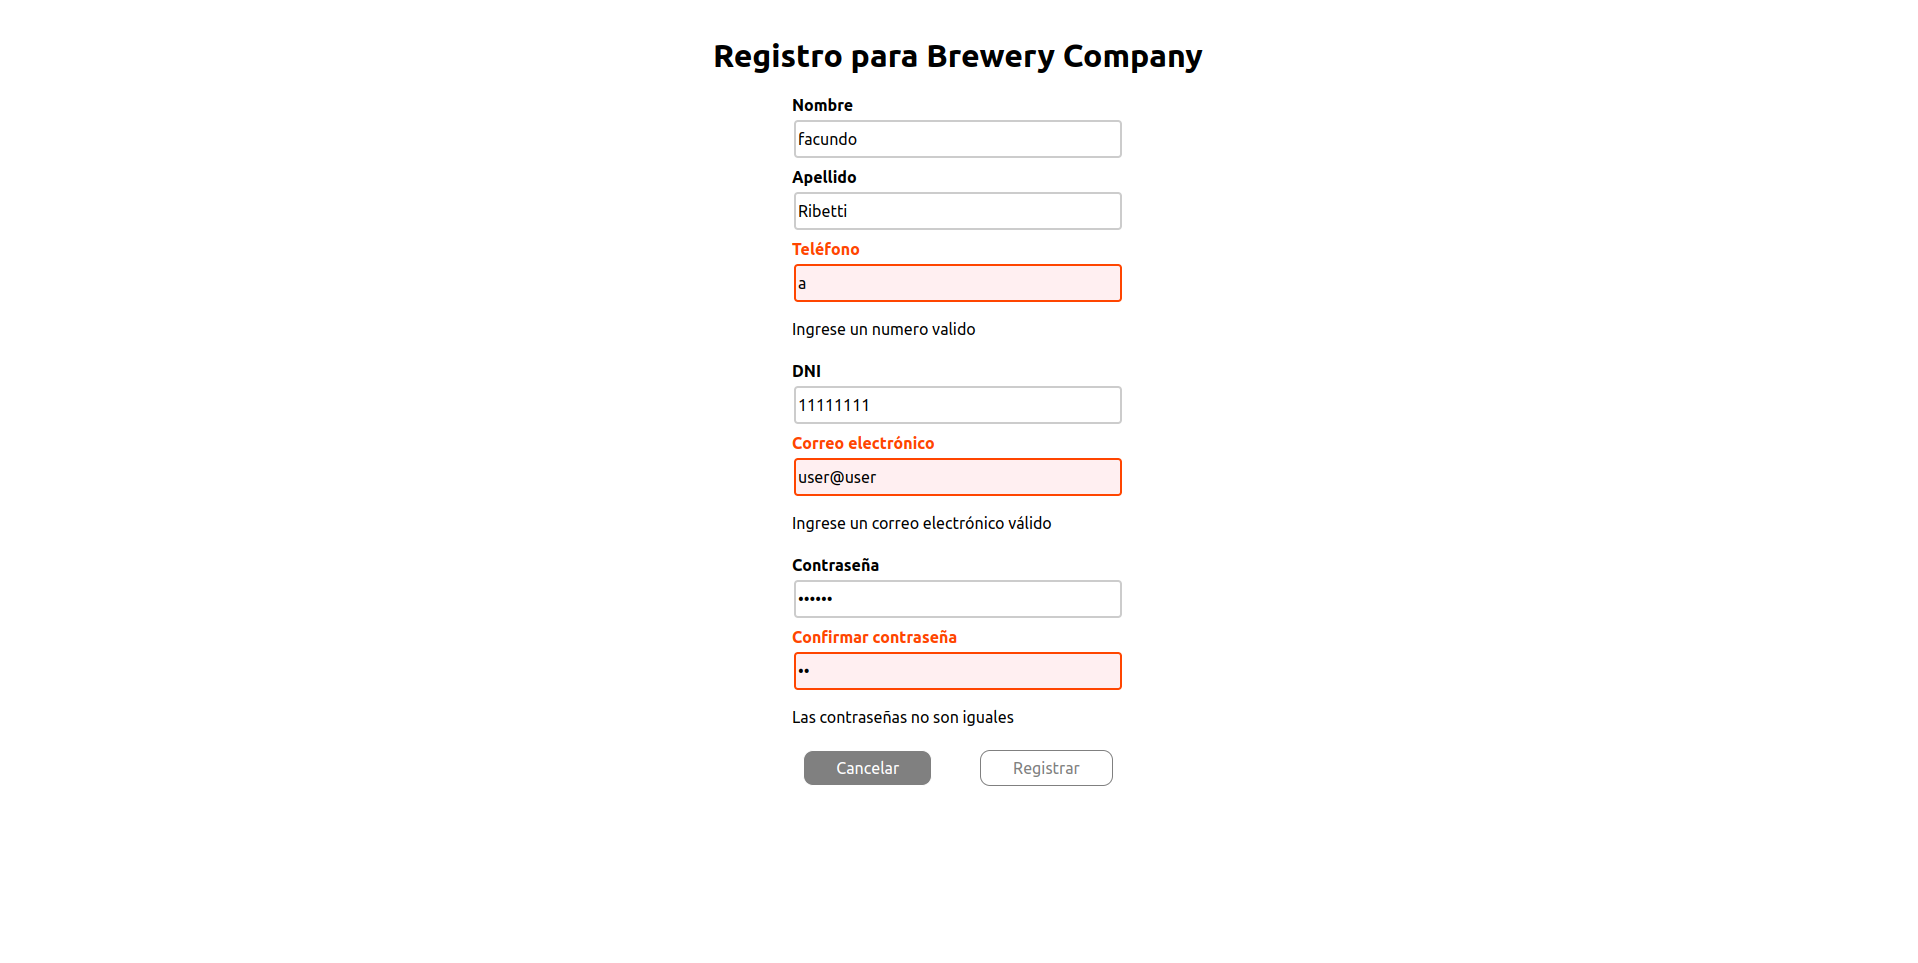 Registro para Brewery Company
Nombre
facundo
Apellido
Ribetti
Teléfono
a
Ingrese un numero valido
DNI
11111111
Correo electrónico
user@user
Ingrese un correo electrónico válido
Contraseña
••••••
Confirmar contraseña
••
Las contraseñas no son iguales
Cancelar Registrar